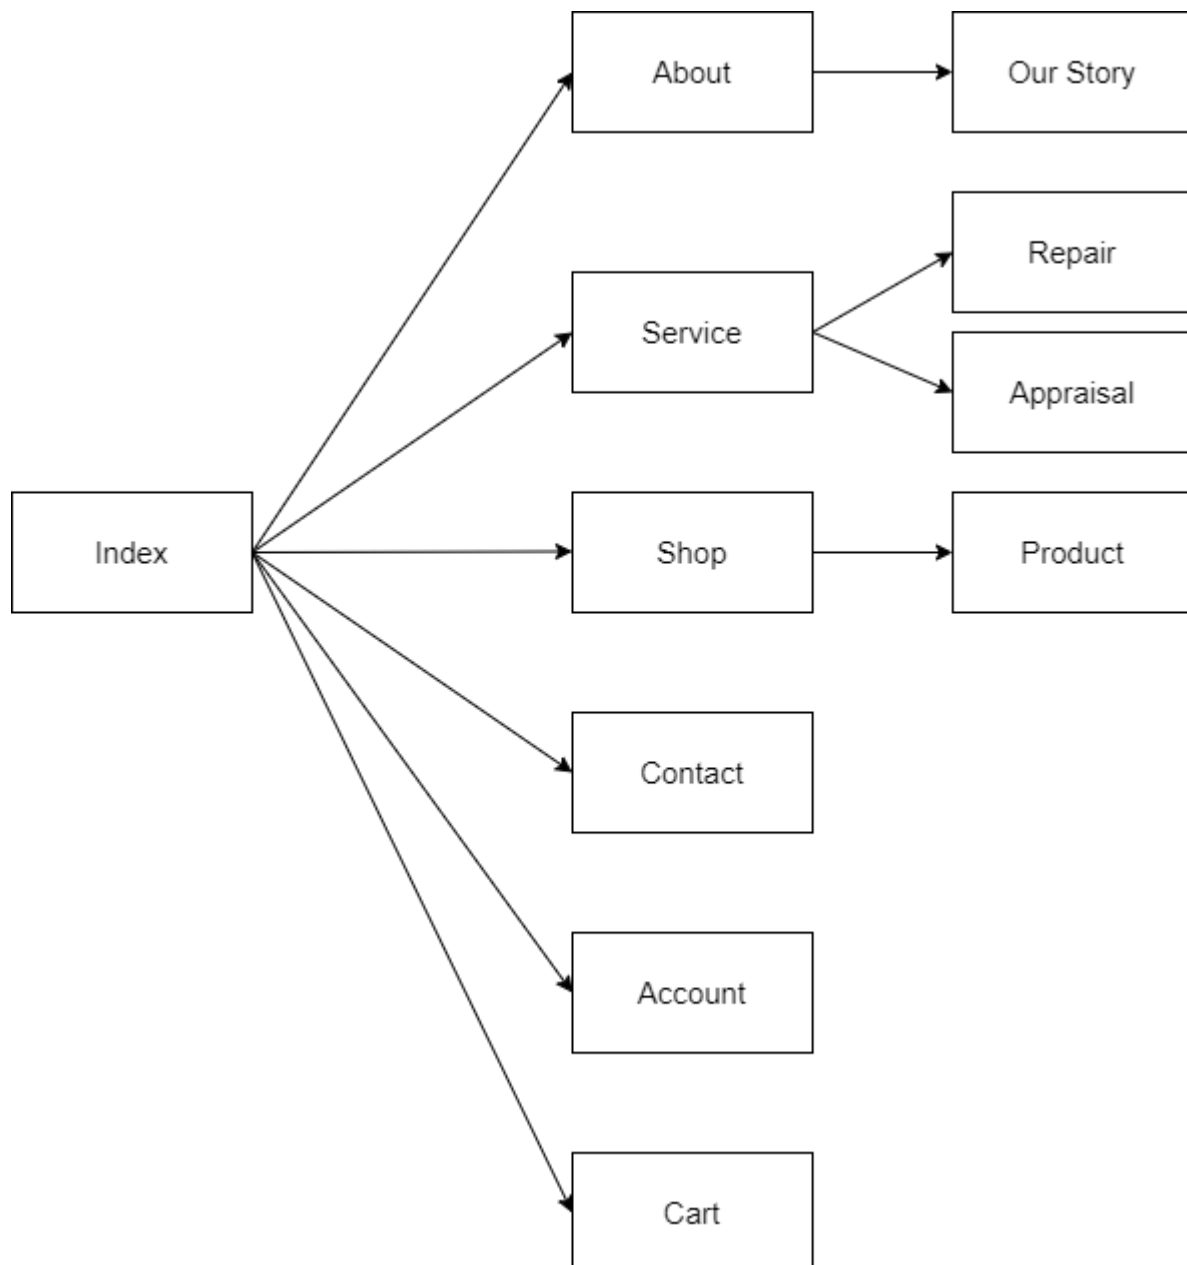 About
Our Story
Repair
Service
Appraisal
Index
Shop
Product
Contact
Account
Cart